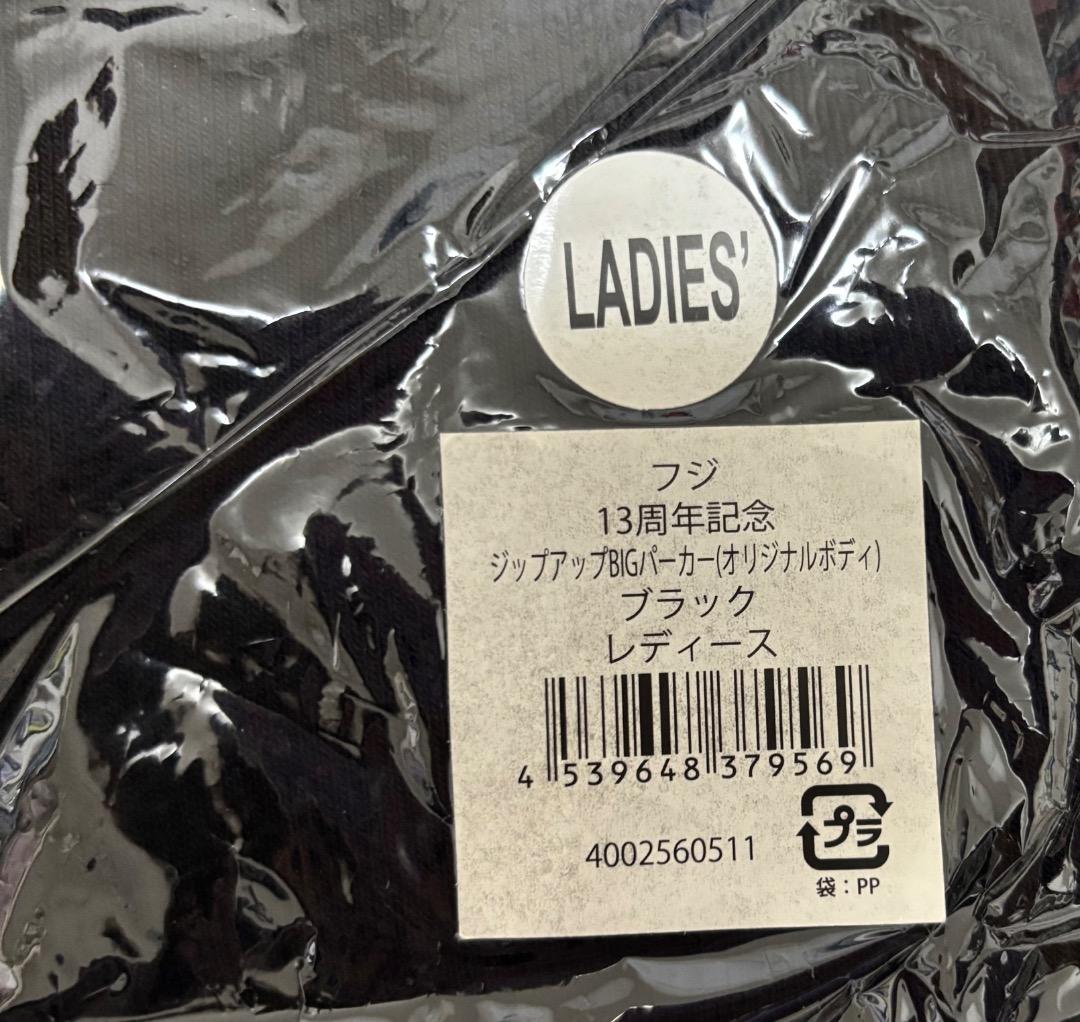 LADIES'
フジ
13周年記念
ジップアップBIGパーカー(オリジナルボディ)
ブラック
レディース
4 539648 379569
4002560511
プラ
袋：PP